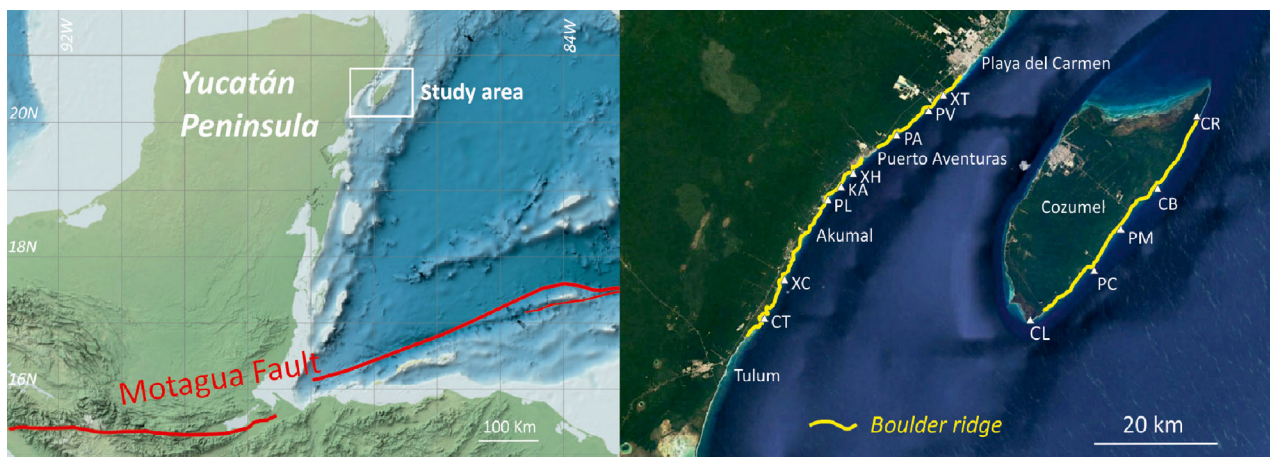 92W
84W
Yucatán
Peninsula
Study area
20N
18N
16N
Motagua Fault
100 Km
Playa del Carmen
XT
PV
PA
Puerto Aventuras
XH
KA
PL
Akumal
XC
CT
Tulum
CR
CB
Cozumel
PM
PC
CL
Boulder ridge
20 km